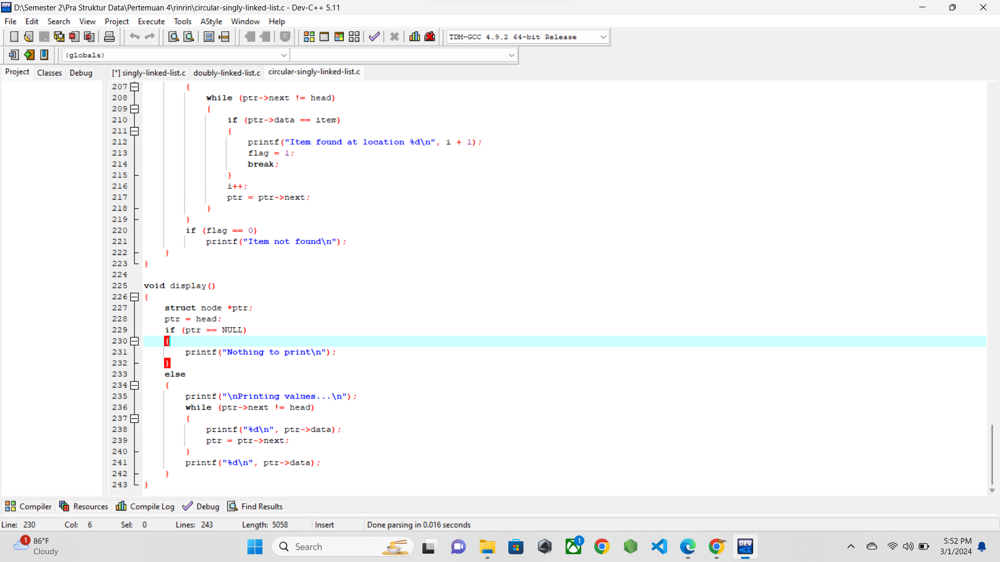 D:\Semester 2\Pra Struktur Data\Pertemuan 4\rinrin\circular-singly-linked-list.c - Dev-C++ 5.11
File Edit Search View Project Execute Tools AStyle Window Help
TDM-GCC 4.9.2 64-bit Release
(globals)
Project Classes Debug [*] singly-linked-list.c doubly-linked-list.c circular-singly-linked-list.c
207 {
208 while (ptr->next != head)
209 {
210 if (ptr->data == item)
211 {
212 printf("Item found at location %d\n", i + 1);
213 flag = 1;
214 break;
215 }
216 i++;
217 ptr = ptr->next;
218 }
219 }
220 if (flag == 0)
221 printf("Item not found\n");
222 }
223 }
224
225 void display()
226 {
227 struct node *ptr;
228 ptr = head;
229 if (ptr == NULL)
230 {
231 printf("Nothing to print\n");
232 }
233 else
234 {
235 printf("\nPrinting values...\n");
236 while (ptr->next != head)
237 {
238 printf("%d\n", ptr->data);
239 ptr = ptr->next;
240 }
241 printf("%d\n", ptr->data);
242 }
243 }
Compiler Resources Compile Log Debug Find Results
Line: 230 Col: 6 Sel: 0 Lines: 243 Length: 5058 Insert Done parsing in 0.016 seconds
1 86°F
Cloudy
Search
1
DEV C++
5:52 PM
3/1/2024